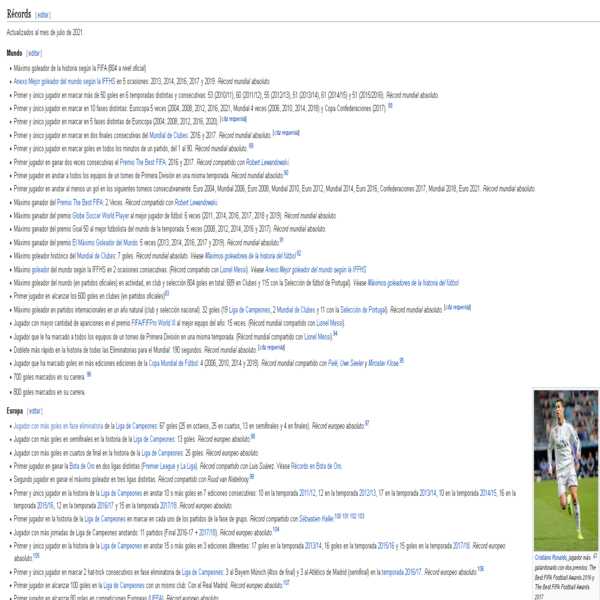 Récords [editar]
Actualizados al mes de julio de 2021.
Mundo [editar]
• Máximo goleador de la historia según la FIFA (804 a nivel oficial)
• Anexo:Mejor goleador del mundo según la IFFHS en 5 ocasiones: 2013, 2014, 2016, 2017 y 2019. Récord mundial absoluto.
• Primer y único jugador en marcar más de 50 goles en 6 temporadas distintas y consecutivas: 53 (2010/11), 60 (2011/12), 55 (2012/13), 51 (2013/14), 61 (2014/15) y 51 (2015/2016). Récord mundial absoluto.
• Primer y único jugador en marcar en 10 fases distintas: Eurocopa 5 veces (2004, 2008, 2012, 2016, 2021, Mundial 4 veces (2006, 2010, 2014, 2018) y Copa Confederaciones (2017). 88
• Primer y único jugador en marcar en 5 fases distintas de Eurocopa (2004, 2008, 2012, 2016, 2020). [cita requerida]
• Primer y único jugador en marcar en dos finales consecutivas del Mundial de Clubes: 2016 y 2017. Récord mundial absoluto. [cita requerida]
• Primer y único jugador en marcar goles en todos los minutos de un partido, del 1 al 90. Récord mundial absoluto. 89
• Primer jugador en ganar dos veces consecutivas el Premio The Best FIFA: 2016 y 2017. Récord compartido con Robert Lewandowski.
• Primer jugador en anotar a todos los equipos de un torneo de Primera División en una misma temporada. Récord mundial absoluto.90
• Primer jugador en anotar al menos un gol en los siguientes torneos consecutivamente: Euro 2004, Mundial 2006, Euro 2008, Mundial 2010, Euro 2012, Mundial 2014, Euro 2016, Confederaciones 2017, Mundial 2018, Euro 2021. Récord mundial absoluto.
• Máximo ganador del Premio The Best FIFA: 2 Veces. Récord compartido con Robert Lewandowski.
• Máximo ganador del premio Globe Soccer World Player al mejor jugador de fútbol: 6 veces (2011, 2014, 2016, 2017, 2018 y 2019). Récord mundial absoluto.
• Máximo ganador del premio Goal 50 al mejor futbolista del mundo de la temporada: 5 veces (2008, 2012, 2014, 2016 y 2017). Récord mundial absoluto.
• Máximo ganador del premio El Máximo Goleador del Mundo: 5 veces (2013, 2014, 2016, 2017 y 2019). Récord mundial absoluto.91
• Máximo goleador histórico del Mundial de Clubes: 7 goles. Récord mundial absoluto. Véase Máximos goleadores de la historia del fútbol 92
• Máximo goleador del mundo según la IFFHS en 2 ocasiones consecutivas. (Récord compartido con Lionel Messi). Véase Anexo:Mejor goleador del mundo según la IFFHS
• Máximo goleador del mundo (en partidos oficiales) en actividad, en club y selección 804 goles en total: 689 en Clubes y 115 con la Selección de fútbol de Portugal). Véase Máximos goleadores de la historia del fútbol
• Primer jugador en alcanzar los 600 goles en clubes (en partidos oficiales)93
• Máximo goleador en partidos internacionales en un año natural (club y selección nacional): 32 goles (19 Liga de Campeones, 2 Mundial de Clubes y 11 con la Selección de Portugal). Récord mundial absoluto. [cita requerida]
• Jugador con mayor cantidad de apariciones en el premio FIFA/FIFPro World XI al mejor equipo del año: 15 veces. (Récord mundial compartido con Lionel Messi).
• Jugador que le ha marcado a todos los equipos de un torneo de Primera División en una misma temporada. (Récord mundial compartido con Lionel Messi).94
• Doblete más rápido en la historia de todas las Eliminatorias para el Mundial: 190 segundos. Récord mundial absoluto. [cita requerida]
• Jugador que ha marcado goles en más ediciones ediciones de la Copa Mundial de Fútbol: 4 (2006, 2010, 2014 y 2018). Récord mundial compartido con Pelé, Uwe Seeler y Miroslav Klose.95
• 700 goles marcados en su carrera. 96
• 800 goles marcados en su carrera.
Europa [editar]
• Jugador con más goles en fase eliminatoria de la Liga de Campeones: 67 goles (25 en octavos, 25 en cuartos, 13 en semifinales y 4 en finales). Récord europeo absoluto.97
• Jugador con más goles en semifinales en la historia de la Liga de Campeones: 13 goles. Récord europeo absoluto.98
• Jugador con más goles en cuartos de final en la historia de la Liga de Campeones: 25 goles. Récord europeo absoluto.
• Primer jugador en ganar la Bota de Oro en dos ligas distintas (Premier League y La Liga). Récord compartido con Luis Suárez. Véase Récords en Bota de Oro.
• Segundo jugador en ganar el máximo goleador en tres ligas distintas. Récord compartido con Ruud van Nistelrooy.99
• Primer y único jugador en la historia de la Liga de Campeones en anotar 10 o más goles en 7 ediciones consecutivas: 10 en la temporada 2011/12, 12 en la temporada 2012/13, 17 en la temporada 2013/14, 10 en la temporada 2014/15, 16 en la
temporada 2015/16, 12 en la temporada 2016/17 y 15 en la temporada 2017/18. Récord europeo absoluto.
• Primer jugador en la historia de la Liga de Campeones en marcar en cada uno de los partidos de la fase de grupo. Récord compartido con Sébastien Haller.100 101 102 103
• Jugador con más jornadas de Liga de Campeones anotando: 11 partidos (Final 2016-17 + 2017/18). Récord europeo absoluto.104
• Primer y único jugador en la historia de la Liga de Campeones en anotar 15 o más goles en 3 ediciones diferentes: 17 goles en la temporada 2013/14, 16 goles en la temporada 2015/16 y 15 goles en la temporada 2017/18. Récord europeo
absoluto.105
• Primer y único jugador en marcar 2 hat-trick consecutivos en fase eliminatoria de Liga de Campeones: 3 al Bayern Múnich (4tos de final) y 3 al Atlético de Madrid (semifinal) en la temporada 2016/17. Récord europeo absoluto.106
• Primer jugador en alcanzar 100 goles en la Liga de Campeones con un mismo club: Con el Real Madrid. Récord europeo absoluto.107
• Primer jugador en alcanzar 80 goles en competiciones Europeas (UEFA). Récord europeo absoluto.
Cristiano Ronaldo, jugador más
galardonado con dos premios: The
Best FIFA Football Awards 2016 y
The Best FIFA Football Awards
2017